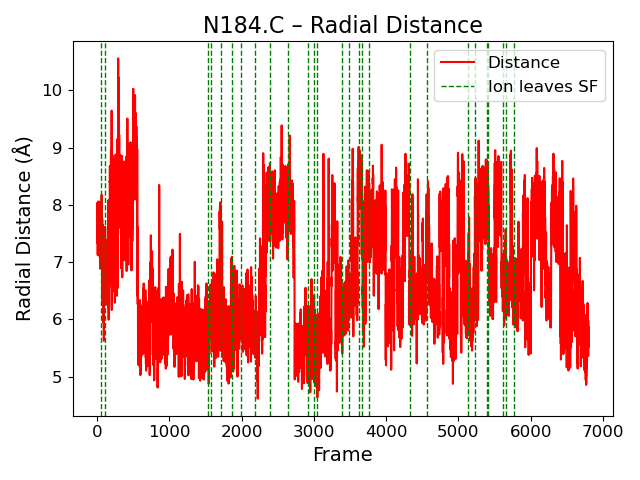 N184.C – Radial Distance
Distance
Ion leaves SF
Radial Distance (Å)
10
9
8
7
6
5
0
1000
2000
3000
4000
5000
6000
7000
Frame